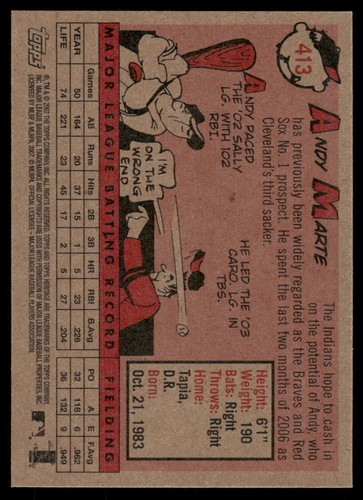 413
ANDY MARTE
The Indians hope to cash in
on the potential of Andy, who
has previously been widely regarded as the Braves and Red
Sox No. 1 prospect. He spent the last two months of 2006 as
Cleveland's third sacker.
Height: 6'1"
Weight: 190
Bats: Right
Throws: Right
Home:
Tapia,
D.R.
Born:
Oct. 21, 1983
ANDY PACED
THE '02 SALLY
LG. WITH 102
RBI.
HE LED THE '03
CARO. LG. IN
TBS.
I'M
ON THE
WRONG
END
MAJOR LEAGUE BATTING RECORD FIELDING
Games AB Runs Hits 2B 3B HR RBI B.Avg PO A E F.Avg
YEAR 50 164 20 37 15 1 5 23 .226 32 118 6 .962
LIFE 74 221 23 45 17 2 5 27 .204 36 132 9 .949
Topps